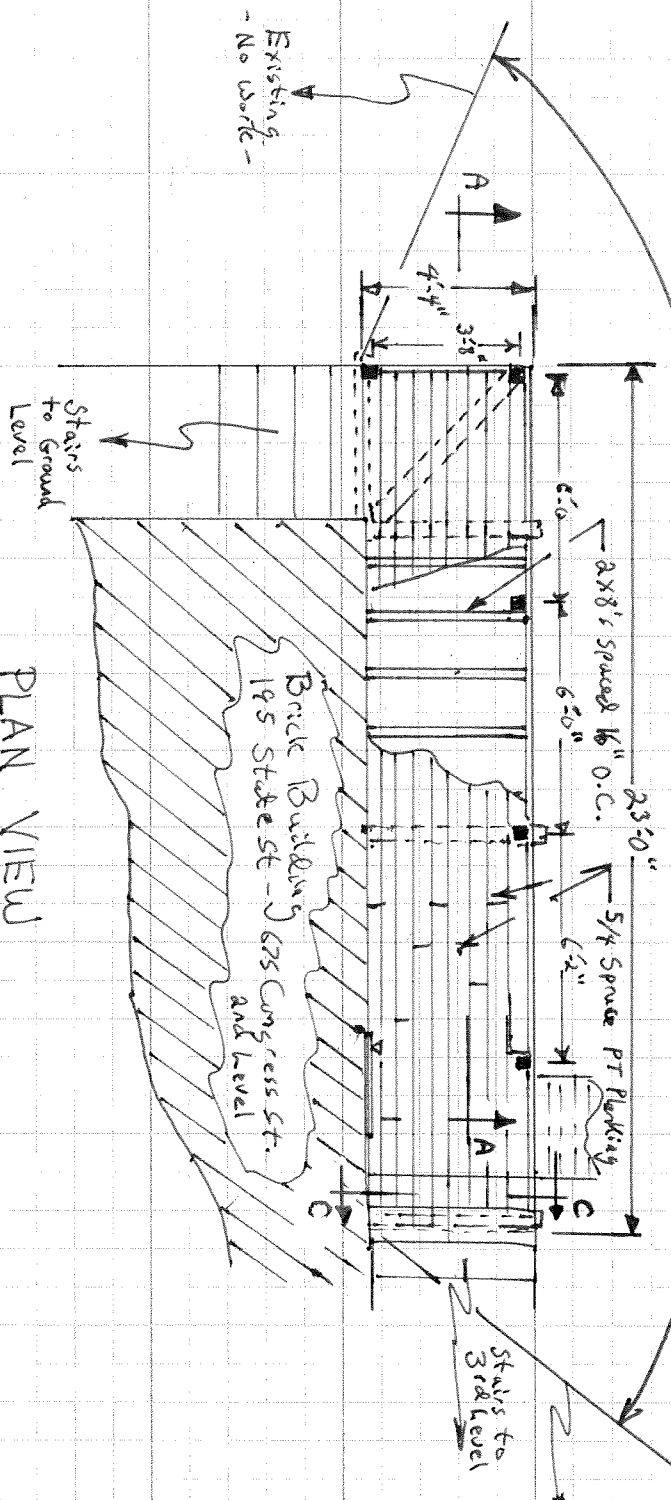 Existing
- No Work -
A
4'-4"
3'-8"
Stairs
to Ground
Level
23'-0"
6'-0"
6'-0"
6'-2"
2x8's spaced 16" O.C.
5/4 Spruce PT Planking
Brick Building
195 State St - 625 Congress St.
2nd Level
A
C
C
Stairs to
3rd Level
PLAN VIEW